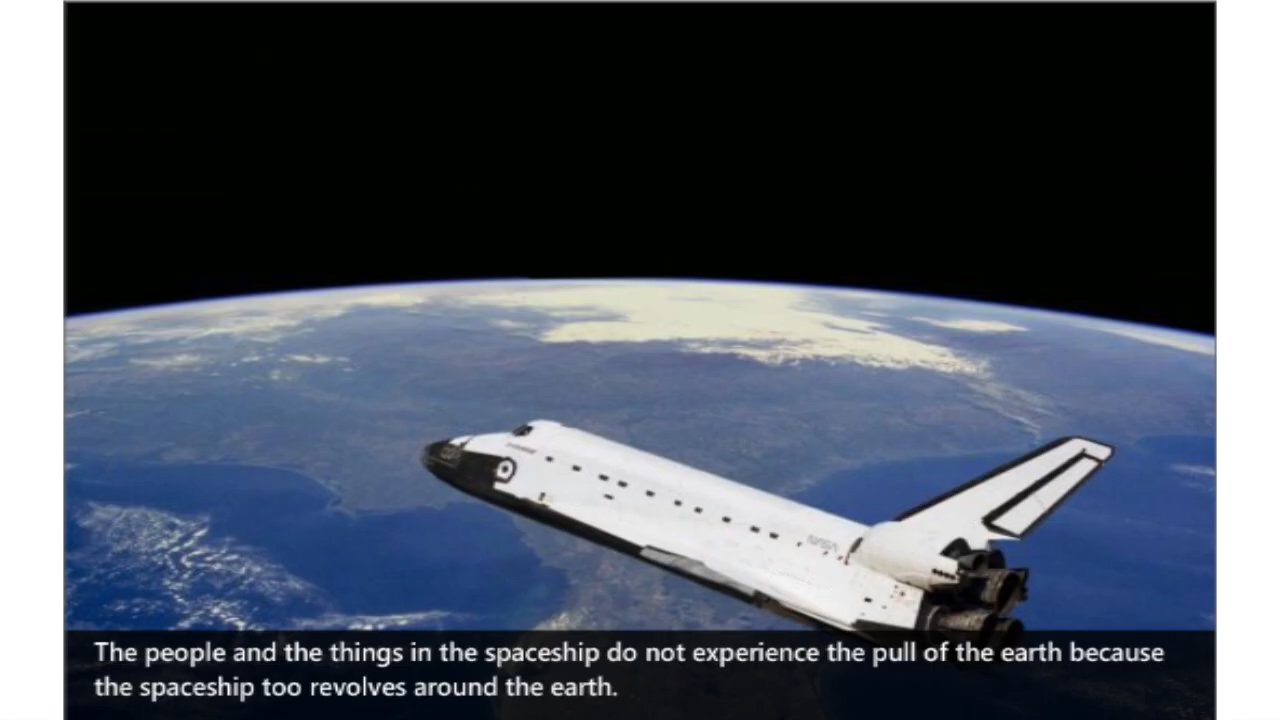 NASA
The people and the things in the spaceship do not experience the pull of the earth because
the spaceship too revolves around the earth.